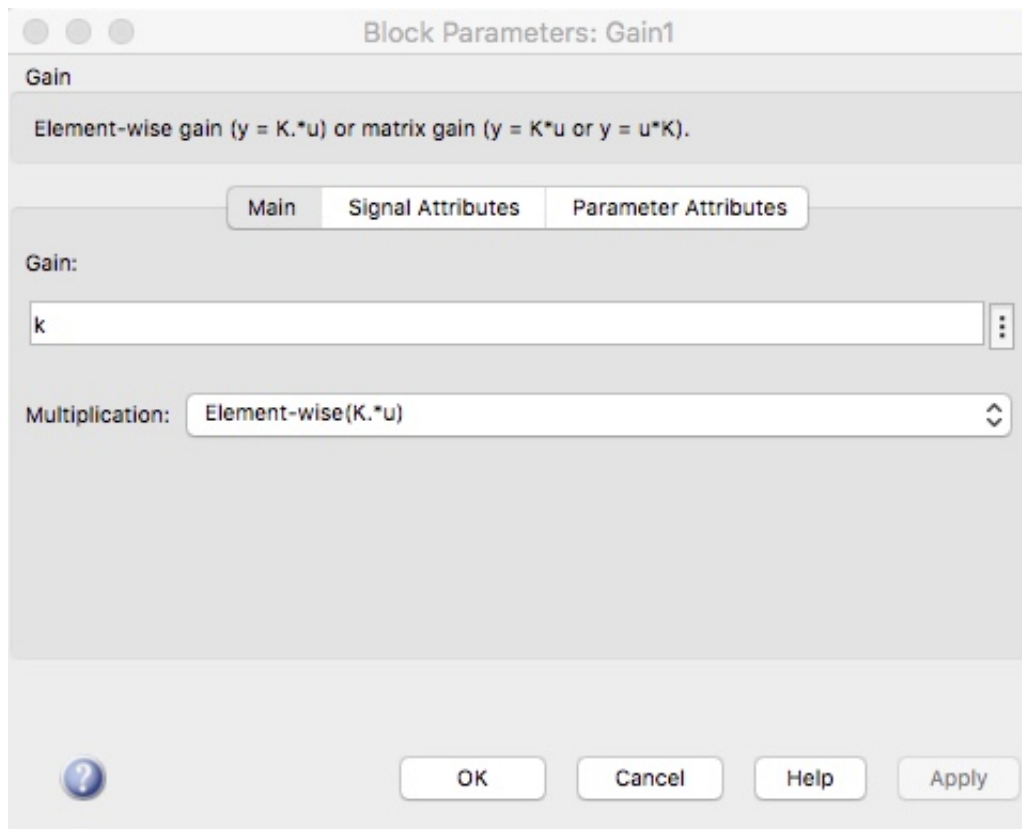 Block Parameters: Gain1
Gain
Element-wise gain (y = K.*u) or matrix gain (y = K*u or y = u*K).
Main Signal Attributes Parameter Attributes
Gain:
k
Multiplication: Element-wise(K.*u)
? OK Cancel Help Apply